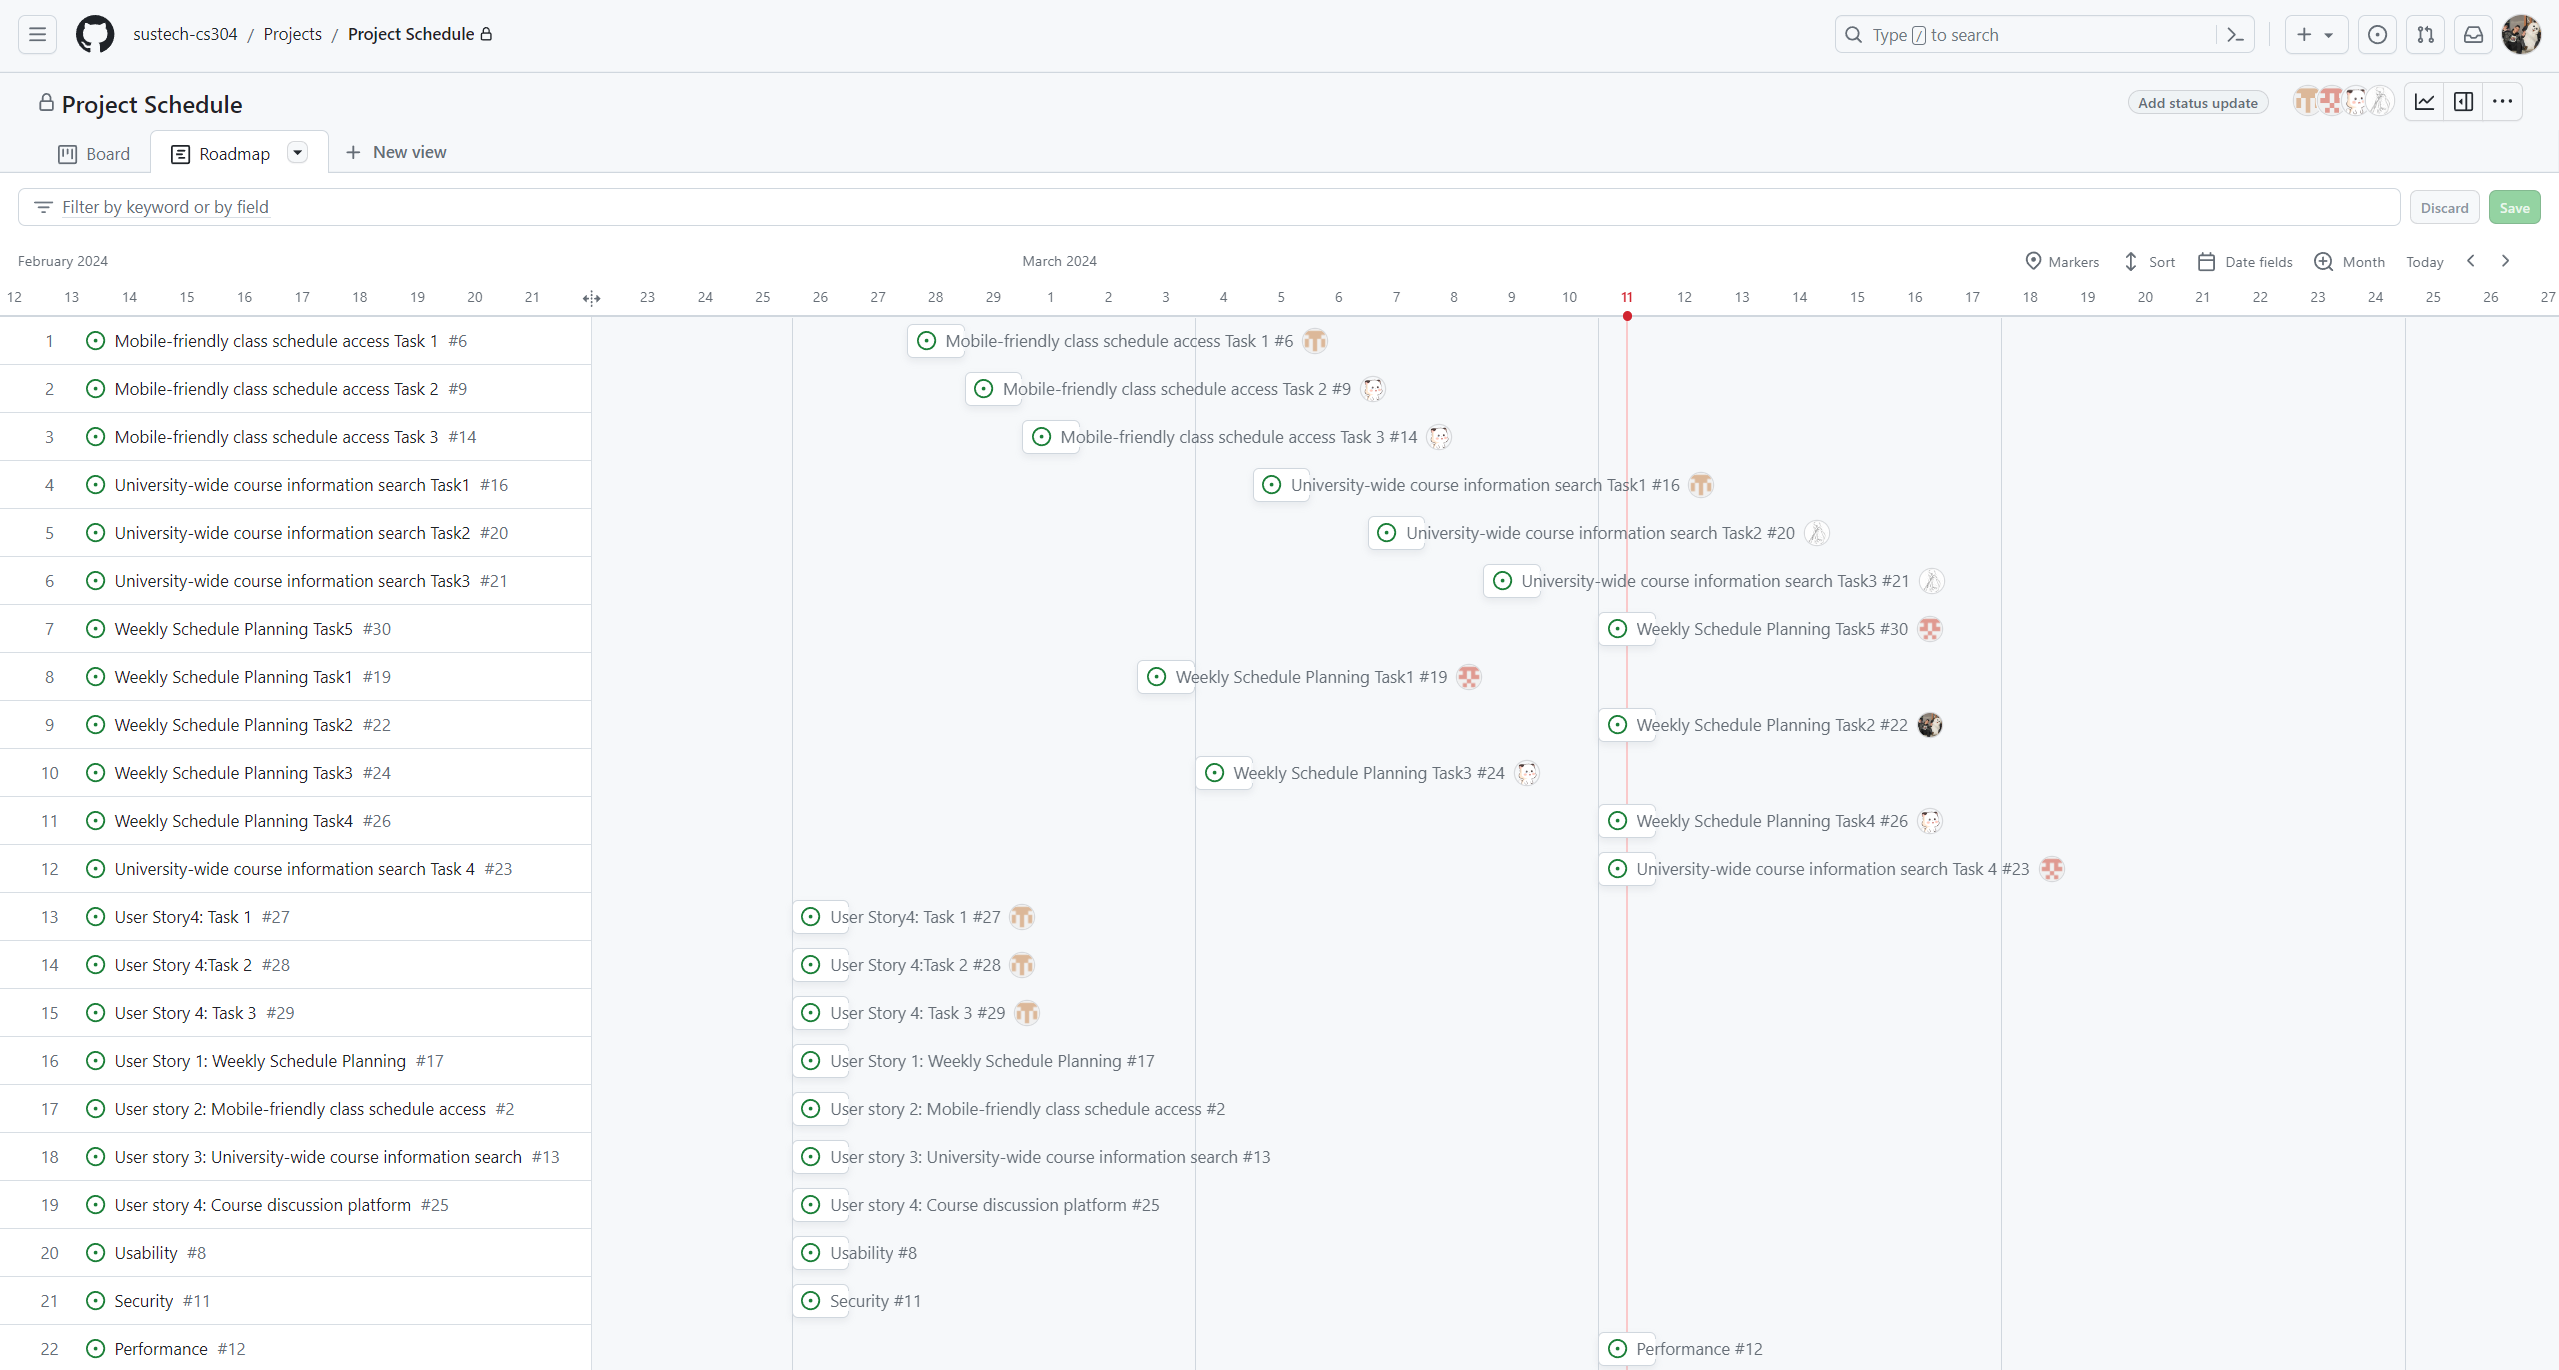 sustech-cs304 / Projects / Project Schedule
Type / to search
Project Schedule
Add status update
Board
Roadmap
New view
Filter by keyword or by field
Discard
Save
February 2024
March 2024
Markers
Sort
Date fields
Month
Today
12 13 14 15 16 17 18 19 20 21 23 24 25 26 27 28 29 1 2 3 4 5 6 7 8 9 10 11 12 13 14 15 16 17 18 19 20 21 22 23 24 25 26 27
1 Mobile-friendly class schedule access Task 1 #6
Mobile-friendly class schedule access Task 1 #6
2 Mobile-friendly class schedule access Task 2 #9
Mobile-friendly class schedule access Task 2 #9
3 Mobile-friendly class schedule access Task 3 #14
Mobile-friendly class schedule access Task 3 #14
4 University-wide course information search Task1 #16
University-wide course information search Task1 #16
5 University-wide course information search Task2 #20
University-wide course information search Task2 #20
6 University-wide course information search Task3 #21
University-wide course information search Task3 #21
7 Weekly Schedule Planning Task5 #30
Weekly Schedule Planning Task5 #30
8 Weekly Schedule Planning Task1 #19
Weekly Schedule Planning Task1 #19
9 Weekly Schedule Planning Task2 #22
Weekly Schedule Planning Task2 #22
10 Weekly Schedule Planning Task3 #24
Weekly Schedule Planning Task3 #24
11 Weekly Schedule Planning Task4 #26
Weekly Schedule Planning Task4 #26
12 University-wide course information search Task 4 #23
University-wide course information search Task 4 #23
13 User Story4: Task 1 #27
User Story4: Task 1 #27
14 User Story 4:Task 2 #28
User Story 4:Task 2 #28
15 User Story 4: Task 3 #29
User Story 4: Task 3 #29
16 User Story 1: Weekly Schedule Planning #17
User Story 1: Weekly Schedule Planning #17
17 User story 2: Mobile-friendly class schedule access #2
User story 2: Mobile-friendly class schedule access #2
18 User story 3: University-wide course information search #13
User story 3: University-wide course information search #13
19 User story 4: Course discussion platform #25
User story 4: Course discussion platform #25
20 Usability #8
Usability #8
21 Security #11
Security #11
22 Performance #12
Performance #12